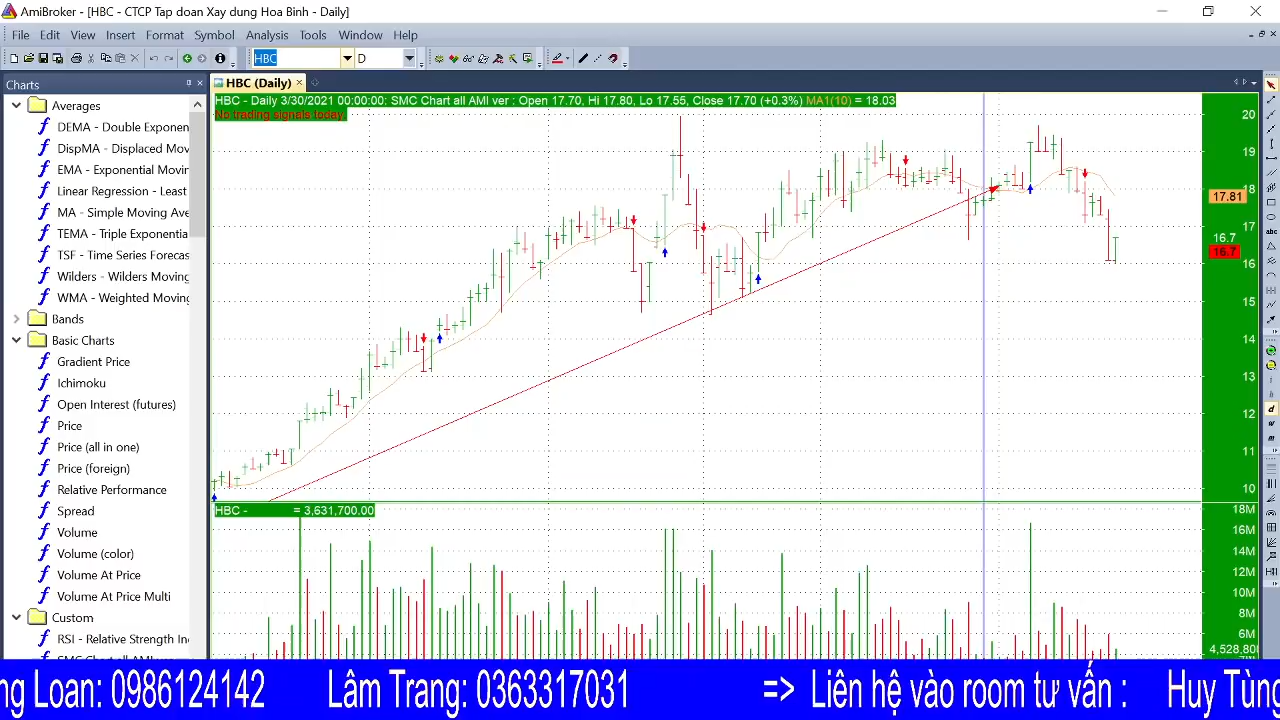 AmiBroker - [HBC - CTCP Tap doan Xay dung Hoa Binh - Daily]
File Edit View Insert Format Symbol Analysis Tools Window Help
HBC D
Charts
HBC (Daily)
Averages
DEMA - Double Exponen
DispMA - Displaced Mov
EMA - Exponential Movin
Linear Regression - Least
MA - Simple Moving Ave
TEMA - Triple Exponentia
TSF - Time Series Forecas
Wilders - Wilders Moving
WMA - Weighted Moving
Bands
Basic Charts
Gradient Price
Ichimoku
Open Interest (futures)
Price
Price (all in one)
Price (foreign)
Relative Performance
Spread
Volume
Volume (color)
Volume At Price
Volume At Price Multi
Custom
RSI - Relative Strength In
HBC - Daily 3/30/2021 00:00:00: SMC Chart all AMI ver : Open 17.70, Hi 17.80, Lo 17.55, Close 17.70 (+0.3%) MA1(10) = 18.03
No trading signals today.
20
19
18
17.81
17
16.7
16.7
16
15
14
13
12
11
10
HBC - = 3,631,700.00
18M
16M
14M
12M
10M
8M
6M
4,528,800
ng Loan: 0986124142 Lâm Trang: 0363317031 => Liên hệ vào room tư vấn : Huy Tùng